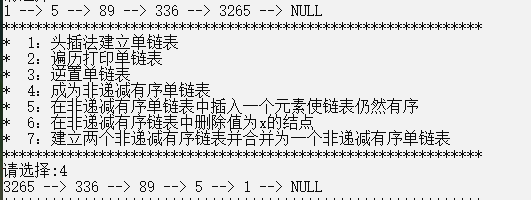 1 --> 5 --> 89 --> 336 --> 3265 --> NULL
****************************************************
*  1：头插法建立单链表
*  2：遍历打印单链表
*  3：逆置单链表
*  4：成为非递减有序单链表
*  5：在非递减有序单链表中插入一个元素使链表仍然有序
*  6：在非递减有序链表中删除值为x的结点
*  7：建立两个非递减有序链表并合并为一个非递减有序单链表
****************************************************
请选择:4
3265 --> 336 --> 89 --> 5 --> 1 --> NULL